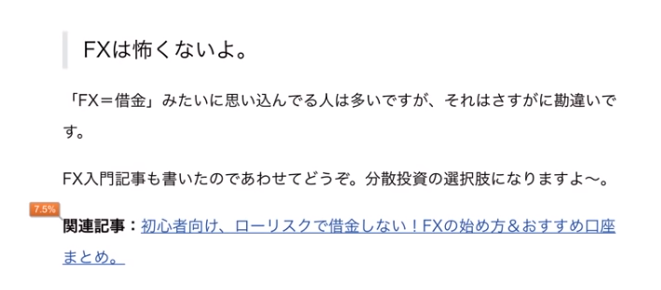 FXは怖くないよ。
「FX＝借金」みたいに思い込んでる人は多いですが、それはさすがに勘違いで
す。
FX入門記事も書いたのであわせてどうぞ。分散投資の選択肢になりますよ〜。
7.5%
関連記事：初心者向け、ローリスクで借金しない！FXの始め方＆おすすめ口座
まとめ。